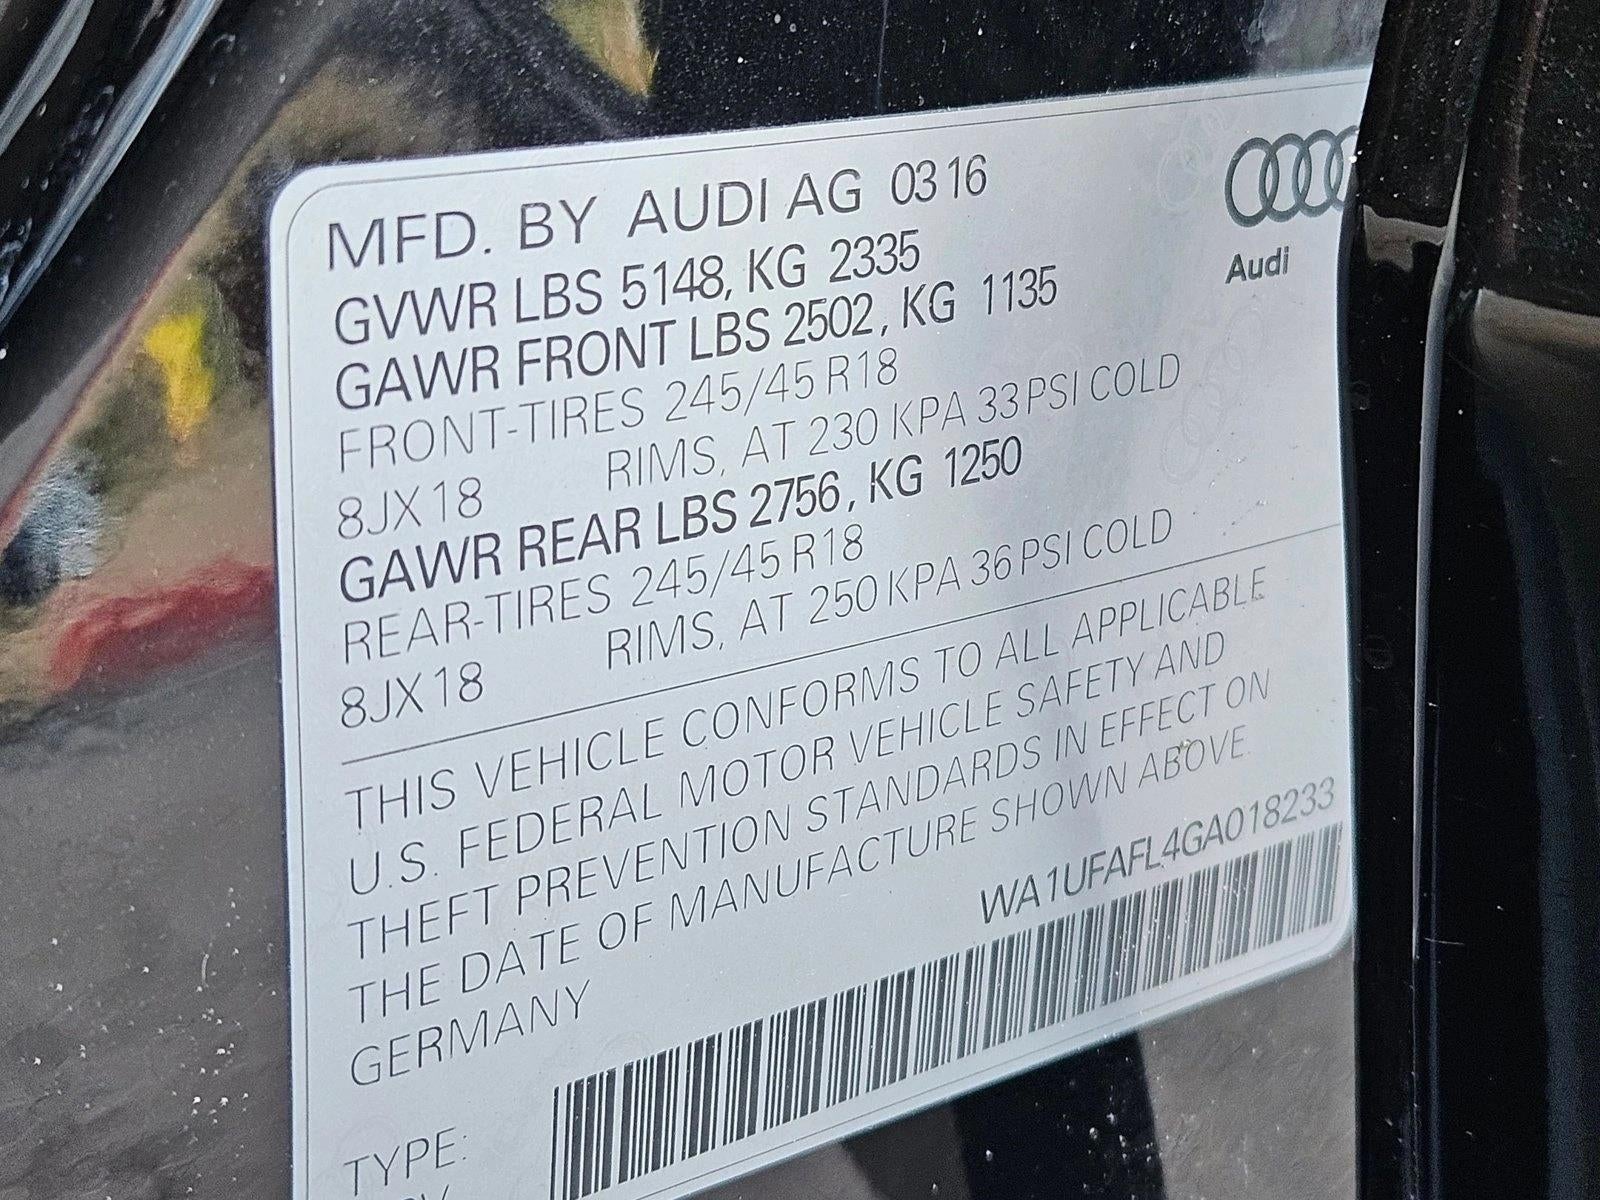 MFD. BY AUDI AG 03 16
Audi
GVWR LBS 5148, KG 2335
GAWR FRONT LBS 2502, KG 1135
FRONT-TIRES 245/45 R18
8JX18 RIMS, AT 230 KPA 33 PSI COLD
GAWR REAR LBS 2756, KG 1250
REAR-TIRES 245/45 R18
8JX18 RIMS, AT 250 KPA 36 PSI COLD
THIS VEHICLE CONFORMS TO ALL APPLICABLE
U.S. FEDERAL MOTOR VEHICLE SAFETY AND
THEFT PREVENTION STANDARDS IN EFFECT ON
THE DATE OF MANUFACTURE SHOWN ABOVE.
GERMANY
WA1UFAFL4GA018233
TYPE: